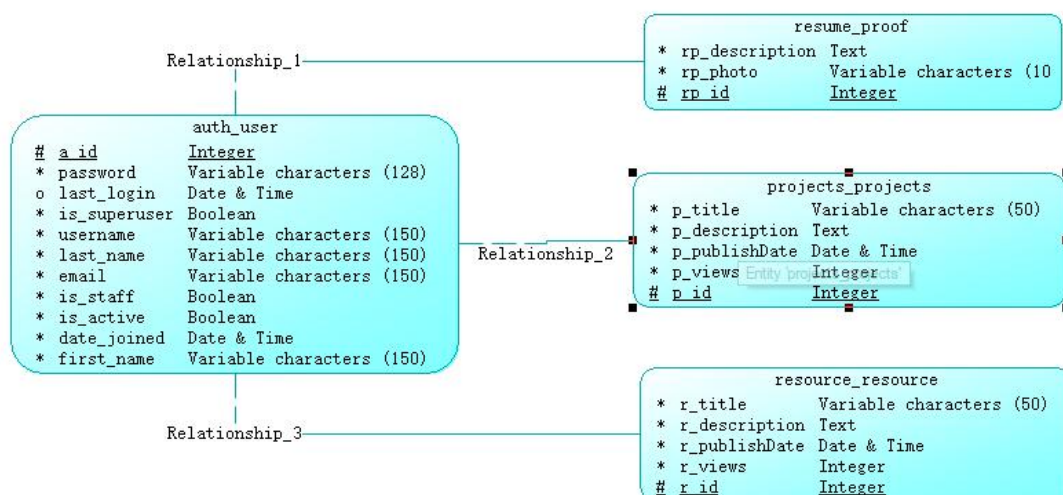 resume_proof
* rp_description Text
* rp_photo Variable characters (10
# rp_id Integer
Relationship_1
auth_user
# a_id Integer
* password Variable characters (128)
o last_login Date & Time
* is_superuser Boolean
* username Variable characters (150)
* last_name Variable characters (150)
* email Variable characters (150)
* is_staff Boolean
* is_active Boolean
* date_joined Date & Time
* first_name Variable characters (150)
Relationship_2
projects_projects
* p_title Variable characters (50)
* p_description Text
* p_publishDate Date & Time
* p_views Integer
Entity 'projects_projects'
# p_id Integer
Relationship_3
resource_resource
* r_title Variable characters (50)
* r_description Text
* r_publishDate Date & Time
* r_views Integer
# r_id Integer